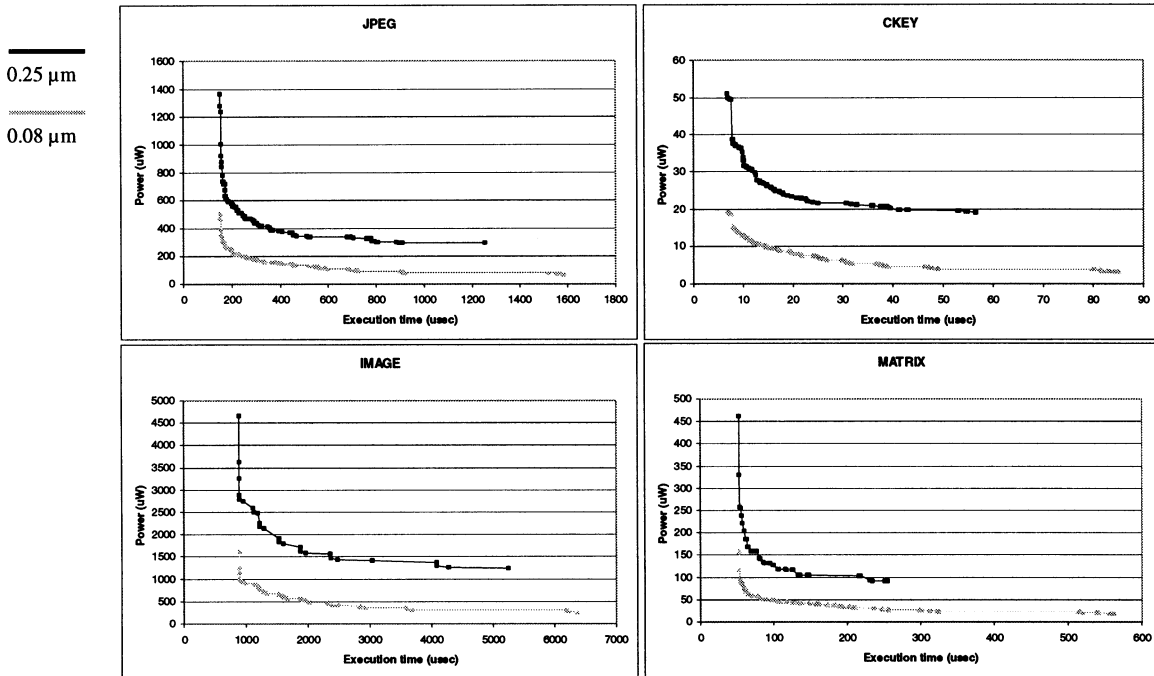 0.25 µm
0.08 µm
JPEG
Power (uW)
1600
1400
1200
1000
800
600
400
200
0
0 200 400 600 800 1000 1200 1400 1600 1800
Execution time (usec)
CKEY
Power (uW)
60
50
40
30
20
10
0
0 10 20 30 40 50 60 70 80 90
Execution time (usec)
IMAGE
Power (uW)
5000
4500
4000
3500
3000
2500
2000
1500
1000
500
0
0 1000 2000 3000 4000 5000 6000 7000
Execution time (usec)
MATRIX
Power (uW)
500
450
400
350
300
250
200
150
100
50
0
0 100 200 300 400 500 600
Execution time (usec)